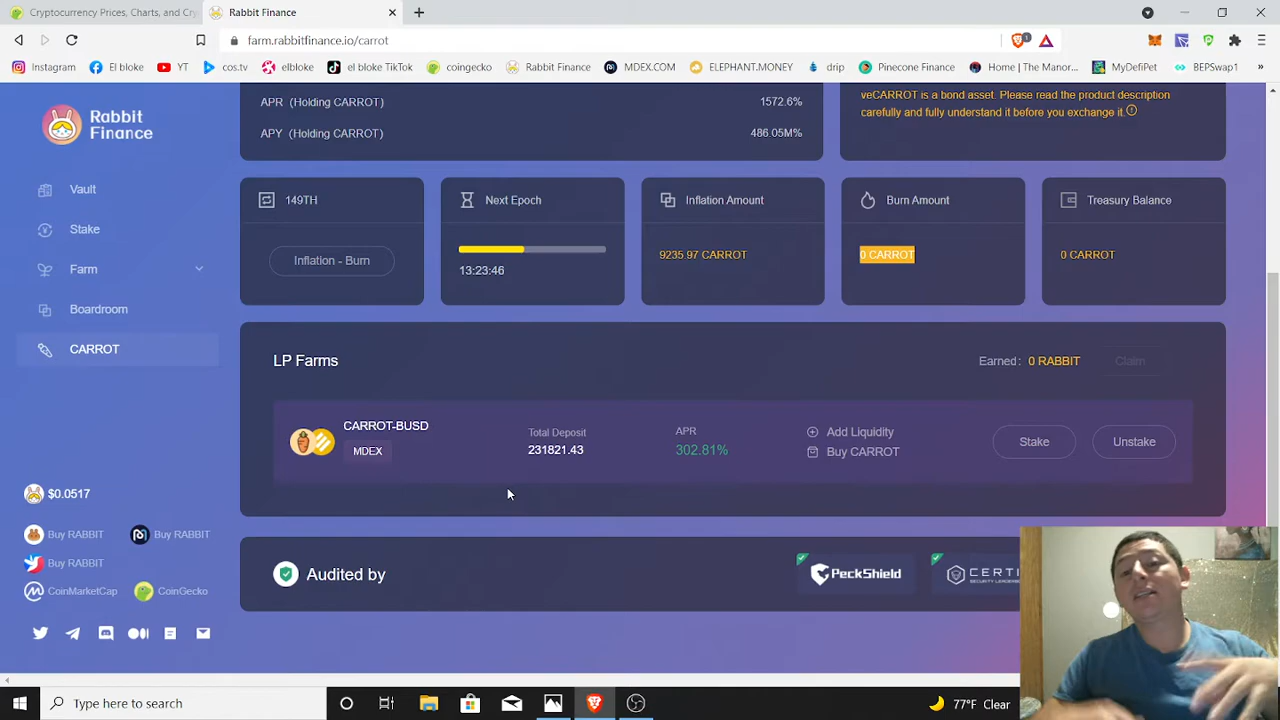 Cryptocurrency Prices, Charts, and Cry
Rabbit Finance
farm.rabbitfinance.io/carrot
1
Instagram
El bloke
YT
cos.tv
elbloke
el bloke TikTok
coingecko
Rabbit Finance
MDEX.COM
ELEPHANT.MONEY
drip
Pinecone Finance
Home | The Manor...
MyDefiPet
BEPSwap1
Rabbit
Finance
Vault
Stake
Farm
Boardroom
CARROT
$0.0517
Buy RABBIT
Buy RABBIT
Buy RABBIT
CoinMarketCap
CoinGecko
APR (Holding CARROT)
1572.6%
APY (Holding CARROT)
486.05M%
veCARROT is a bond asset. Please read the product description
carefully and fully understand it before you exchange it.
149TH
Inflation - Burn
Next Epoch
13:23:46
Inflation Amount
9235.97 CARROT
Burn Amount
0 CARROT
Treasury Balance
0 CARROT
LP Farms
Earned: 0 RABBIT
Claim
CARROT-BUSD
MDEX
Total Deposit
231821.43
APR
302.81%
Add Liquidity
Buy CARROT
Stake
Unstake
Audited by
PeckShield
CERTI
Type here to search
77°F Clear